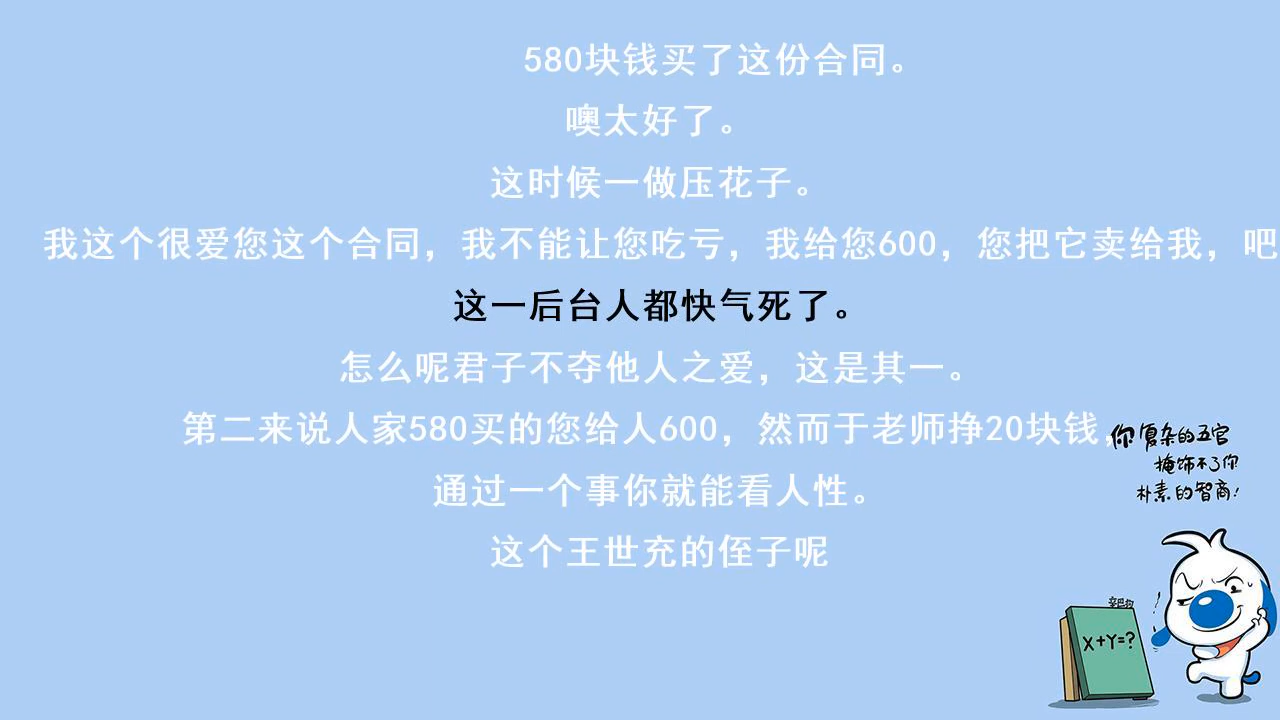 580块钱买了这份合同。
噢太好了。
这时候一做压花子。
我这个很爱您这个合同，我不能让您吃亏，我给您600，您把它卖给我，吧
这一后台人都快气死了。
怎么呢君子不夺他人之爱，这是其一。
第二来说人家580买的您给人600，然而于老师挣20块钱，
通过一个事你就能看人性。
这个王世充的侄子呢
你复杂的五官
掩饰不了你
朴素的智商!
X+Y=?